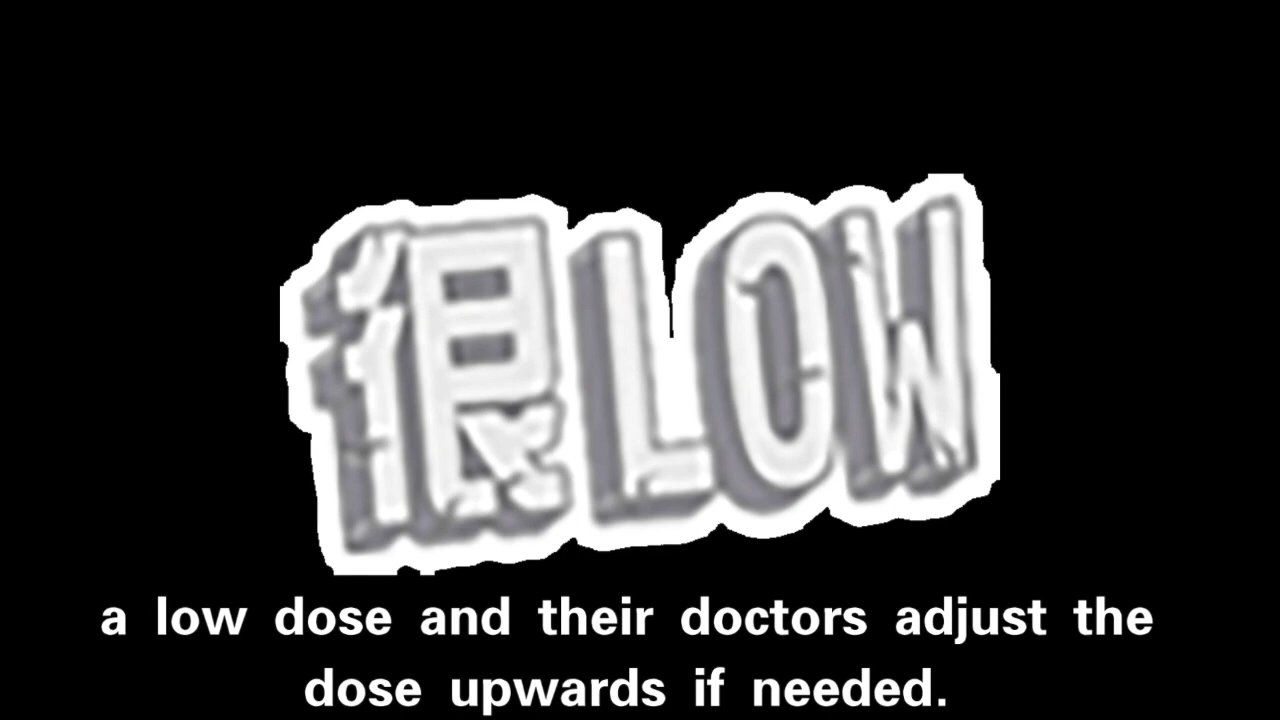 很LOW
a low dose and their doctors adjust the
dose upwards if needed.